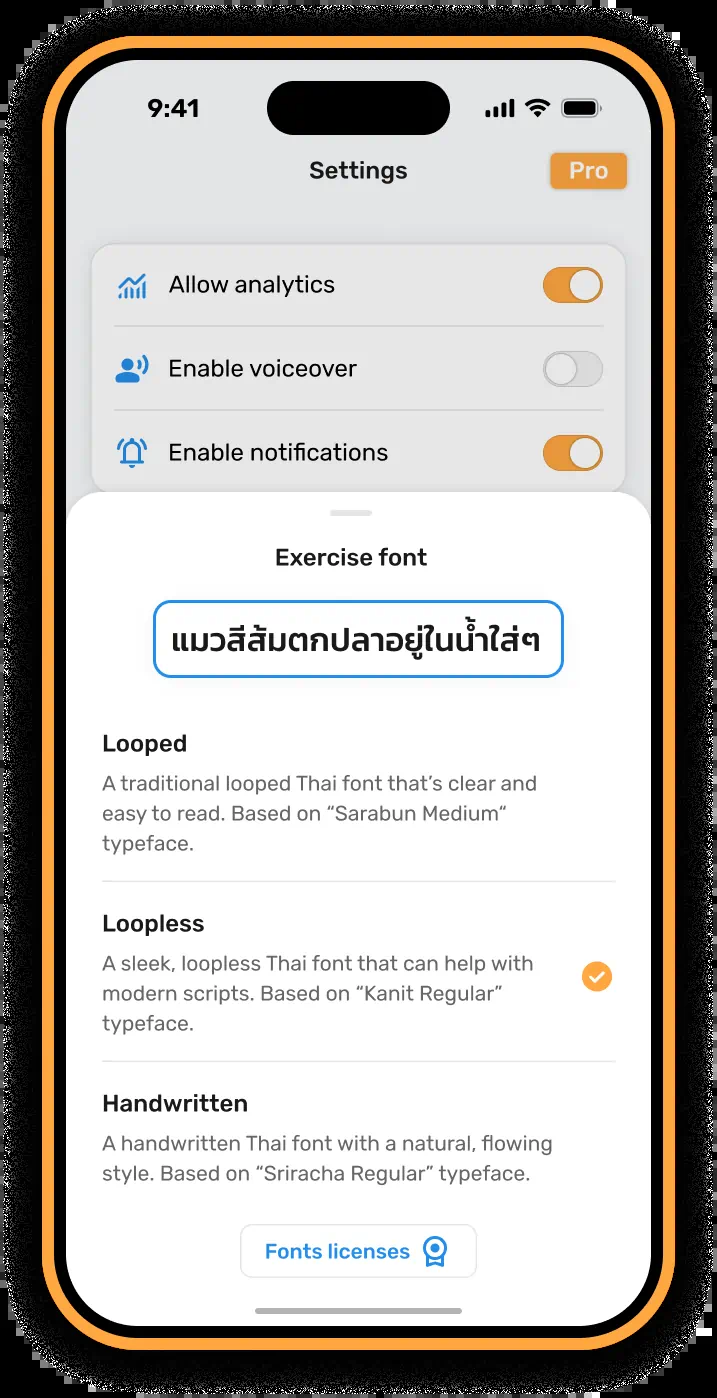 9:41
Settings
Pro
Allow analytics
Enable voiceover
Enable notifications
Exercise font
แมวสีส้มตกปลาอยู่ในน้ำใส่ๆ
Looped
A traditional looped Thai font that’s clear and
easy to read. Based on “Sarabun Medium“
typeface.
Loopless
A sleek, loopless Thai font that can help with
modern scripts. Based on “Kanit Regular”
typeface.
Handwritten
A handwritten Thai font with a natural, flowing
style. Based on “Sriracha Regular” typeface.
Fonts licenses